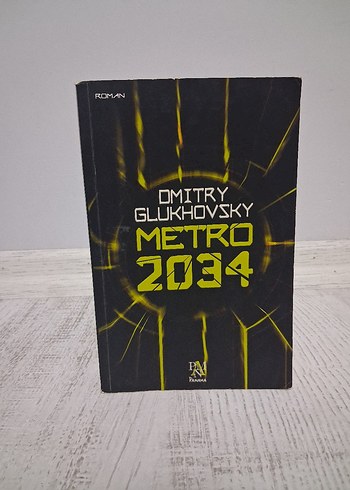 ROMAN
DMITRY
GLUKHOVSKY
METRO
2034
PANAMA